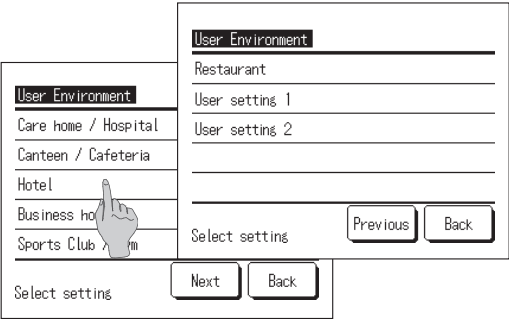 User Environment
Care home / Hospital
Canteen / Cafeteria
Hotel
Business
Sports Club /
Select setting
Next
Back
User Environment
Restaurant
User setting 1
User setting 2
Select setting
Previous
Back